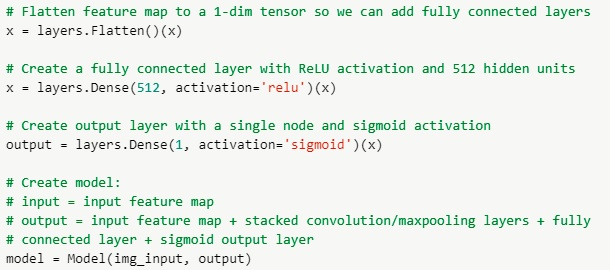 # Flatten feature map to a 1-dim tensor so we can add fully connected layers
x = layers.Flatten()(x)
# Create a fully connected layer with ReLU activation and 512 hidden units
x = layers.Dense(512, activation='relu')(x)
# Create output layer with a single node and sigmoid activation
output = layers.Dense(1, activation='sigmoid')(x)
# Create model:
# input = input feature map
# output = input feature map + stacked convolution/maxpooling layers + fully
# connected layer + sigmoid output layer
model = Model(img_input, output)